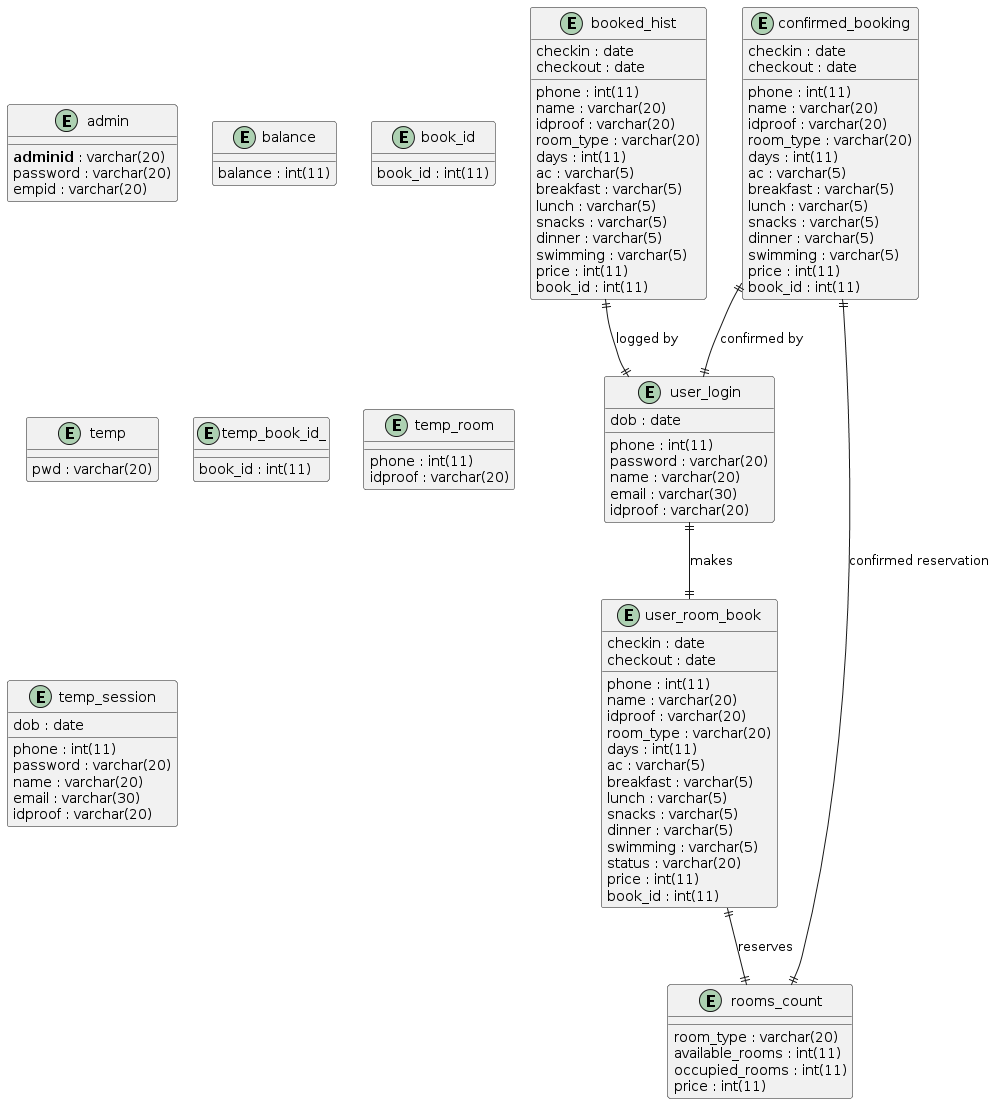 E booked_hist
checkin : date
checkout : date
phone : int(11)
name : varchar(20)
idproof : varchar(20)
room_type : varchar(20)
days : int(11)
ac : varchar(5)
breakfast : varchar(5)
lunch : varchar(5)
snacks : varchar(5)
dinner : varchar(5)
swimming : varchar(5)
price : int(11)
book_id : int(11)
E confirmed_booking
checkin : date
checkout : date
phone : int(11)
name : varchar(20)
idproof : varchar(20)
room_type : varchar(20)
days : int(11)
ac : varchar(5)
breakfast : varchar(5)
lunch : varchar(5)
snacks : varchar(5)
dinner : varchar(5)
swimming : varchar(5)
price : int(11)
book_id : int(11)
E admin
adminid : varchar(20)
password : varchar(20)
empid : varchar(20)
E balance
balance : int(11)
E book_id
book_id : int(11)
logged by
confirmed by
E temp
pwd : varchar(20)
E temp_book_id_
book_id : int(11)
E temp_room
phone : int(11)
idproof : varchar(20)
E user_login
dob : date
phone : int(11)
password : varchar(20)
name : varchar(20)
email : varchar(30)
idproof : varchar(20)
makes
confirmed reservation
E temp_session
dob : date
phone : int(11)
password : varchar(20)
name : varchar(20)
email : varchar(30)
idproof : varchar(20)
E user_room_book
checkin : date
checkout : date
phone : int(11)
name : varchar(20)
idproof : varchar(20)
room_type : varchar(20)
days : int(11)
ac : varchar(5)
breakfast : varchar(5)
lunch : varchar(5)
snacks : varchar(5)
dinner : varchar(5)
swimming : varchar(5)
status : varchar(20)
price : int(11)
book_id : int(11)
reserves
E rooms_count
room_type : varchar(20)
available_rooms : int(11)
occupied_rooms : int(11)
price : int(11)